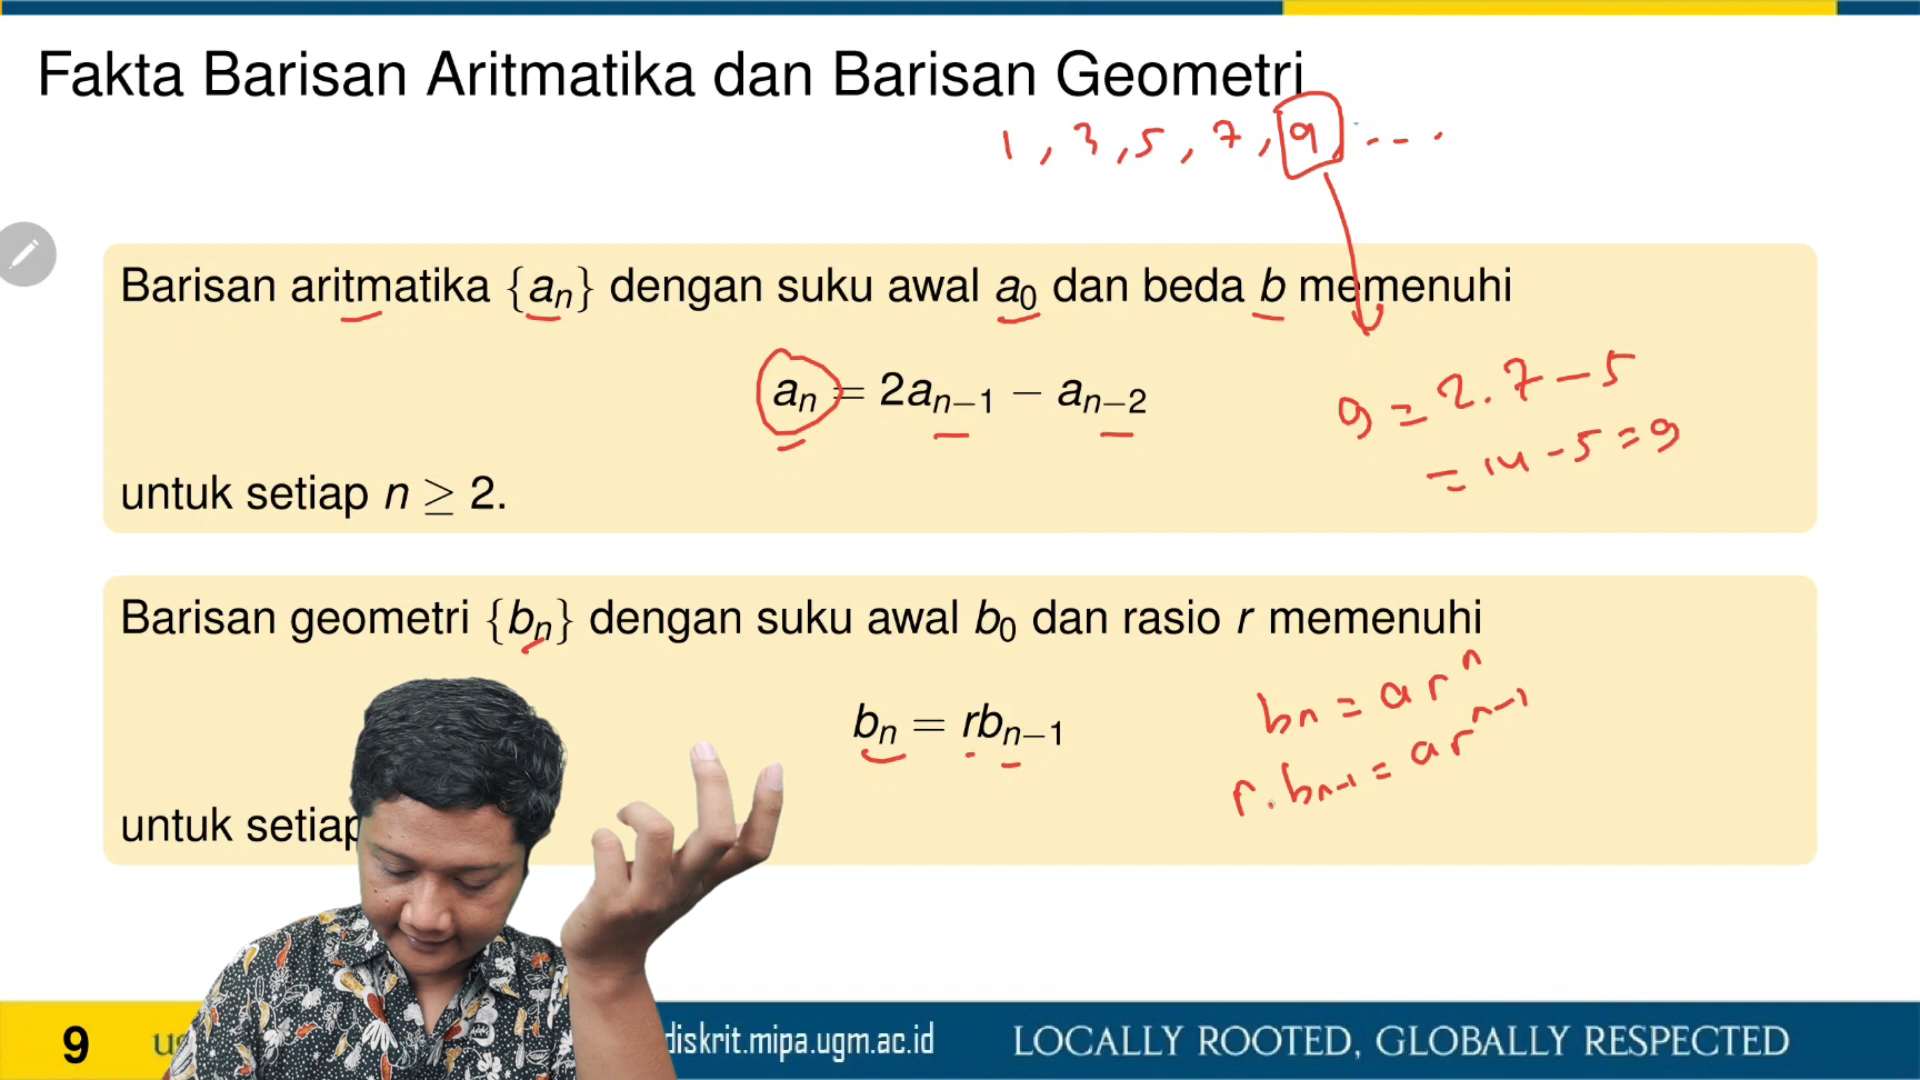 Fakta Barisan Aritmatika dan Barisan Geometri
1, 3, 5, 7, 9, ...
Barisan aritmatika {aₙ} dengan suku awal a₀ dan beda b memenuhi
aₙ = 2aₙ₋₁ − aₙ₋₂
9 = 2.7 − 5
= 14 − 5 = 9
untuk setiap n ≥ 2.
Barisan geometri {bₙ} dengan suku awal b₀ dan rasio r memenuhi
bₙ = rbₙ₋₁
bₙ = arⁿ
r.bₙ₋₁ = arⁿ⁻¹
untuk setiap
9
diskrit.mipa.ugm.ac.id
LOCALLY ROOTED, GLOBALLY RESPECTED